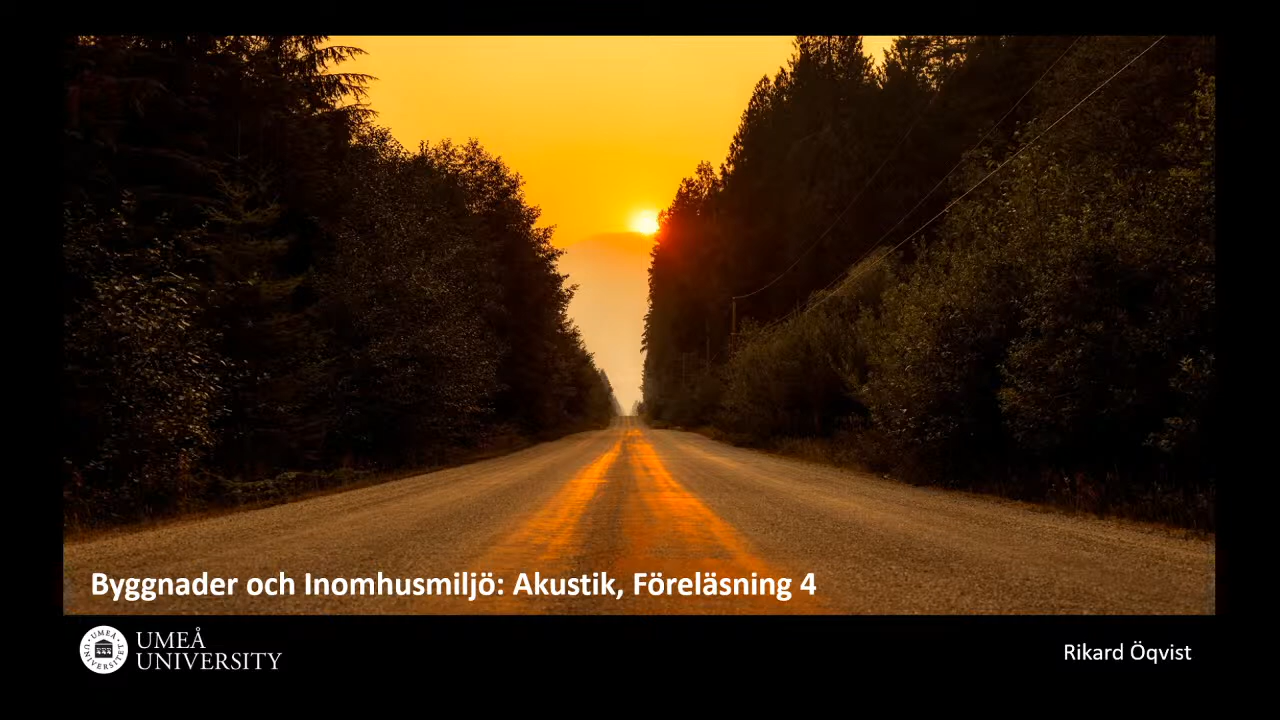 Byggnader och Inomhusmiljö: Akustik, Föreläsning 4
UMEÅ
UNIVERSITY
Rikard Öqvist